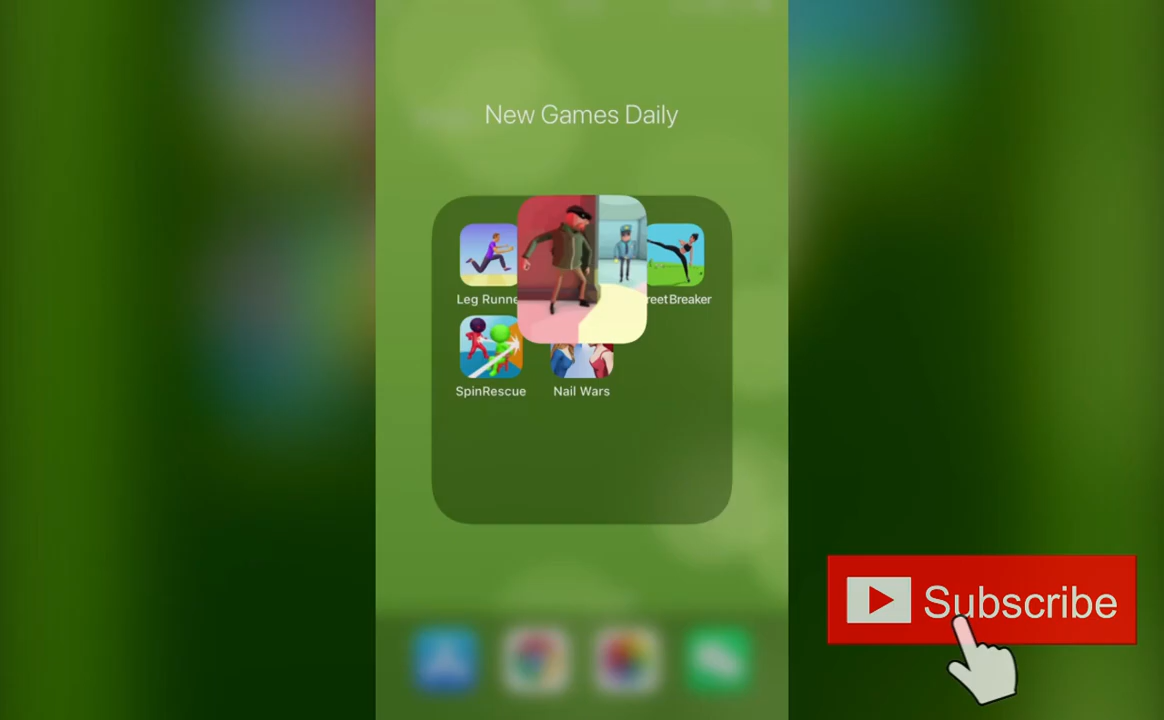 New Games Daily
Leg Runne
reetBreaker
SpinRescue
Nail Wars
Subscribe